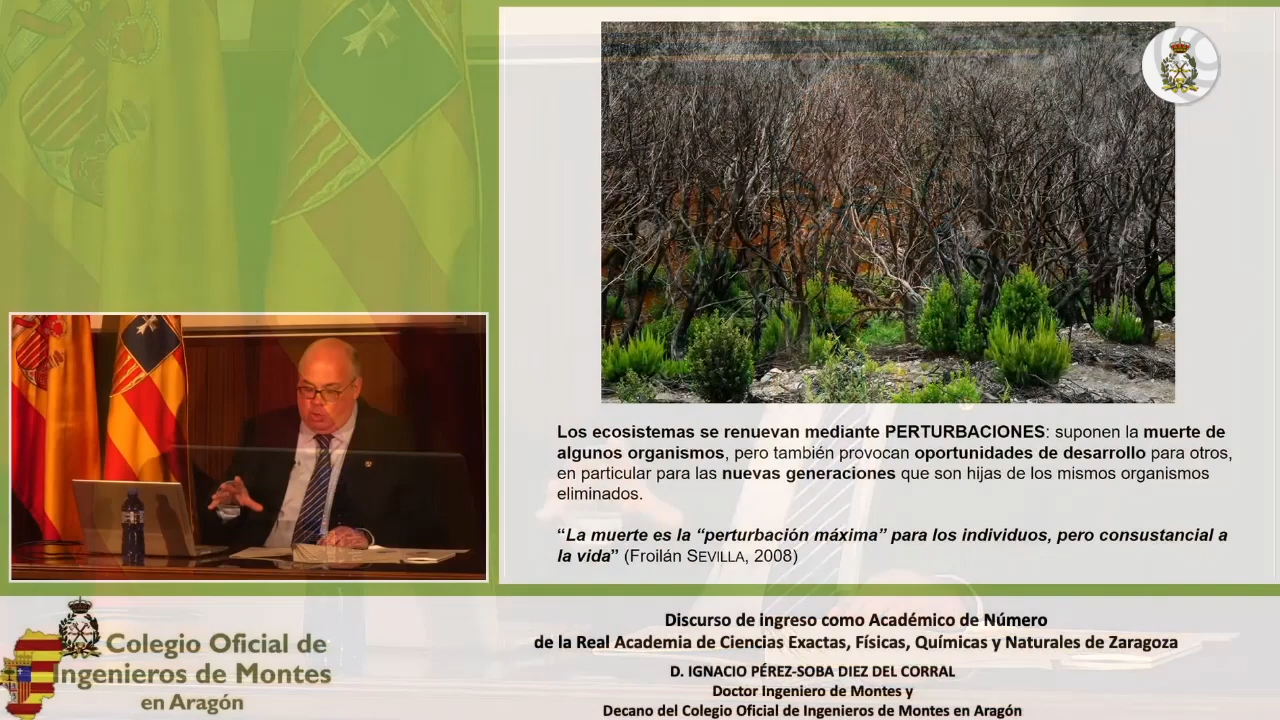 Los ecosistemas se renuevan mediante PERTURBACIONES: suponen la muerte de
algunos organismos, pero también provocan oportunidades de desarrollo para otros,
en particular para las nuevas generaciones que son hijas de los mismos organismos
eliminados.
“La muerte es la “perturbación máxima” para los individuos, pero consustancial a
la vida” (Froilán SEVILLA, 2008)
Colegio Oficial de
Ingenieros de Montes
en Aragón
Discurso de ingreso como Académico de Número
de la Real Academia de Ciencias Exactas, Físicas, Químicas y Naturales de Zaragoza
D. IGNACIO PÉREZ-SOBA DIEZ DEL CORRAL
Doctor Ingeniero de Montes y
Decano del Colegio Oficial de Ingenieros de Montes en Aragón